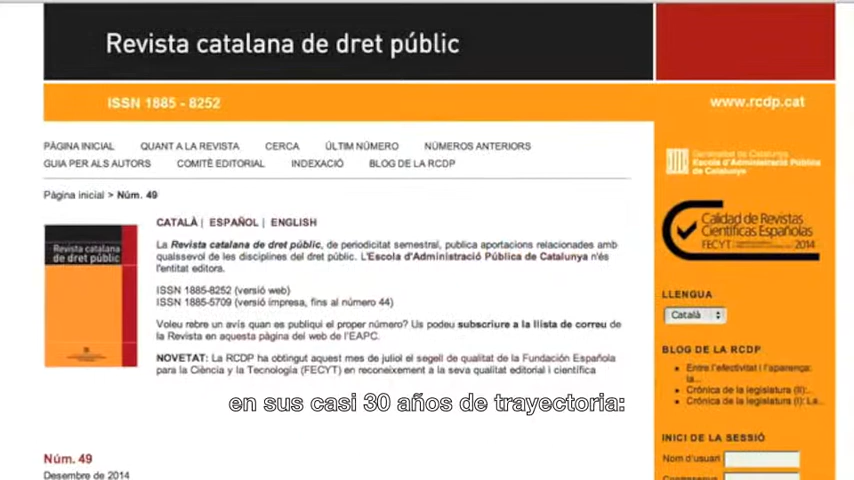 Revista catalana de dret públic
ISSN 1885 - 8252
www.rcdp.cat
PÀGINA INICIAL QUANT A LA REVISTA CERCA ÚLTIM NÚMERO NÚMEROS ANTERIORS
GUIA PER ALS AUTORS COMITÈ EDITORIAL INDEXACIÓ BLOG DE LA RCDP
Pàgina inicial > Núm. 49
CATALÀ | ESPAÑOL | ENGLISH
Revista catalana
de dret públic
La Revista catalana de dret públic, de periodicitat semestral, publica aportacions relacionades amb
qualssevol de les disciplines del dret públic. L'Escola d'Administració Pública de Catalunya n'és
l'entitat editora.
ISSN 1885-8252 (versió web)
ISSN 1885-5709 (versió impresa, fins al número 44)
Voleu rebre un avís quan es publiqui el proper número? Us podeu subscriure a la llista de correu de
la Revista en aquesta pàgina del web de l'EAPC.
NOVETAT: La RCDP ha obtingut aquest mes de juliol el segell de qualitat de la Fundación Española
para la Ciència y la Tecnología (FECYT) en reconeixement a la seva qualitat editorial i científica
en sus casi 30 años de trayectoria:
Núm. 49
Desembre de 2014
Generalitat de Catalunya
Escola d'Administració Pública
de Catalunya
Calidad de Revistas
Científicas Españolas
FECYT 2014
LLENGUA
Català
BLOG DE LA RCDP
Entre l'efectivitat i l'aparença:
la...
Crónica de la legislatura (II):...
Crónica de la legislatura (I): La...
INICI DE LA SESSIÓ
Nom d'usuari